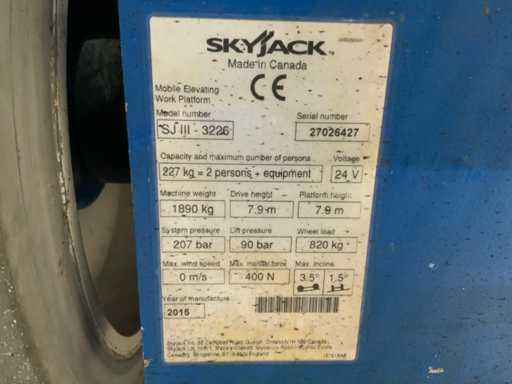 SKYJACK
Made in Canada
CE
Mobile Elevating
Work Platform
Model number Serial number
SJ III - 3226 27026427
Capacity and maximum number of persons Voltage
227 kg = 2 persons + equipment 24 V
Machine weight Drive height Platform height
1890 kg 7.9 m 7.9 m
System pressure Lift pressure Wheel load
207 bar 90 bar 820 kg
Max. wind speed Max. manual force Max. incline
0 m/s 400 N 3.5° 1.5°
Year of manufacture
2015